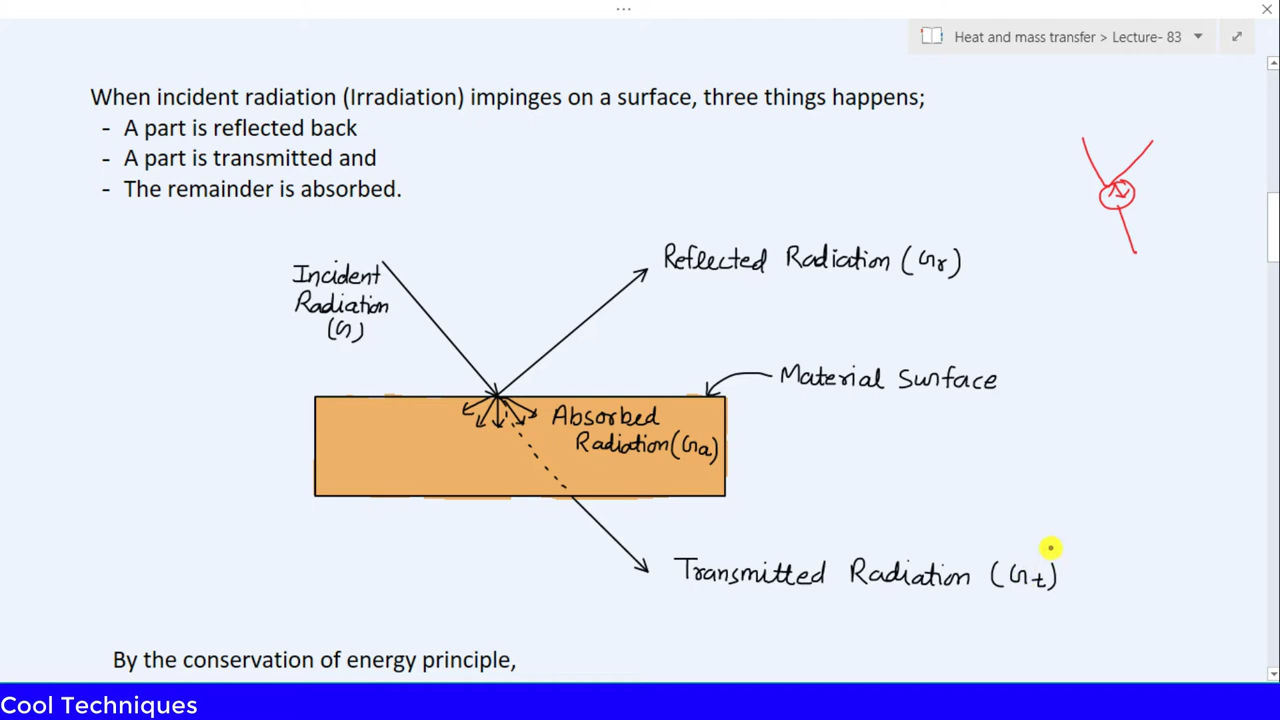 Heat and mass transfer > Lecture- 83
When incident radiation (Irradiation) impinges on a surface, three things happens;
- A part is reflected back
- A part is transmitted and
- The remainder is absorbed.
Incident
Radiation
(G)
Reflected Radiation (Gr)
Material Surface
Absorbed
Radiation (Ga)
Transmitted Radiation (Gt)
By the conservation of energy principle,
Cool Techniques